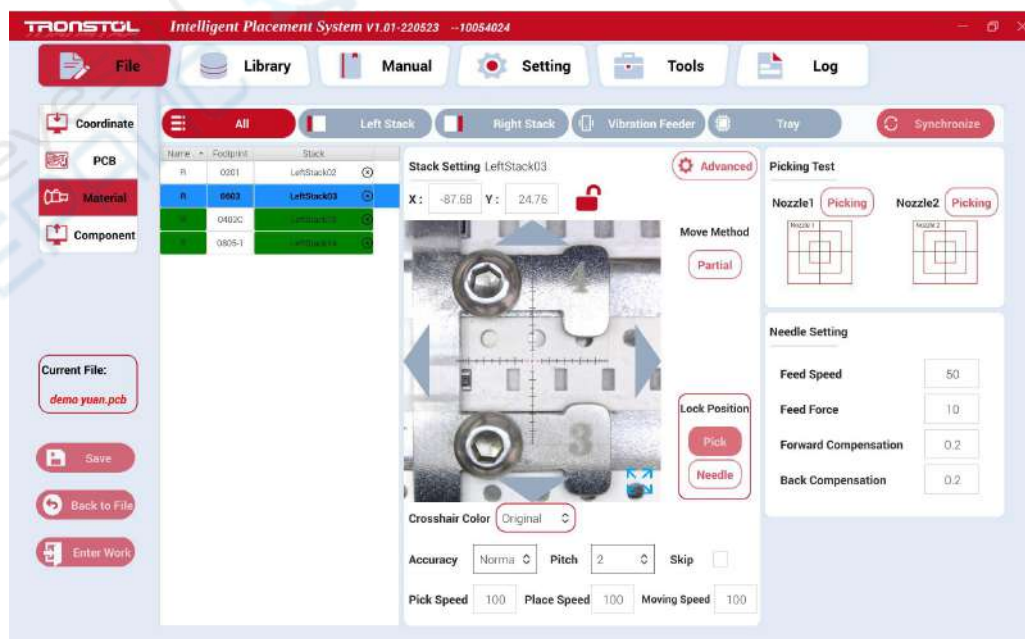 TRONSTOL Intelligent Placement System V1.01-220523 --10054024
File Library Manual Setting Tools Log
Coordinate
PCB
Material
Component
All Left Stack Right Stack Vibration Feeder Tray Synchronize
Name Footprint Stack
R 0201 LeftStack02
R 0603 LeftStack03
0402C
0805-1
Stack Setting LeftStack03 Advanced
X: -87.68 Y: 24.76
Move Method
Partial
4
3
Lock Position
Pick
Needle
Crosshair Color Original
Accuracy Norma Pitch 2 Skip
Pick Speed 100 Place Speed 100 Moving Speed 100
Picking Test
Nozzle1 Picking Nozzle2 Picking
Nozzle 1 Nozzle 2
Needle Setting
Feed Speed 50
Feed Force 10
Forward Compensation 0.2
Back Compensation 0.2
Current File:
demo yuan.pcb
Save
Back to File
Enter Work